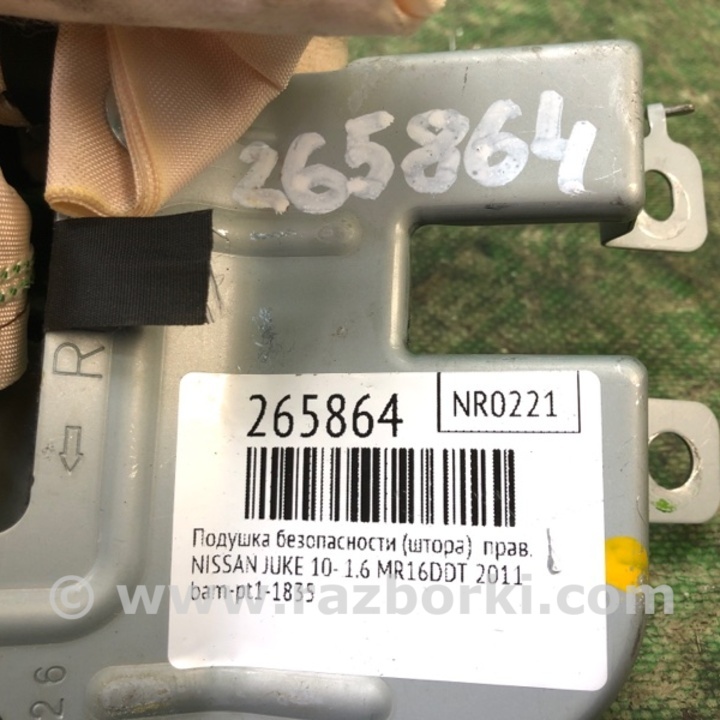 265864
R
265864
NR0221
Подушка безопасности (штора) прав.
NISSAN JUKE 10- 1.6 MR16DDT 2011
bam-pt1-1835
© www.razborki.com
26